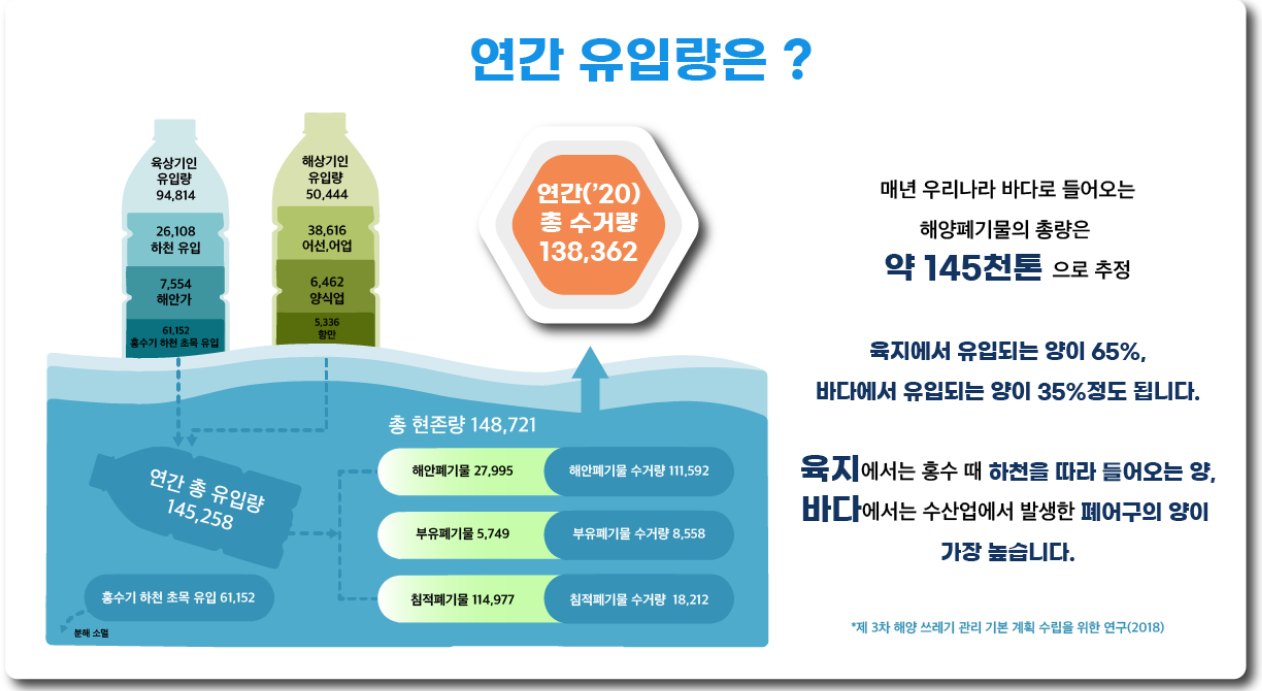 연간 유입량은 ?
육상기인
유입량
94,814
26,108
하천 유입
7,554
해안가
61,152
홍수기 하천 초목 유입
해상기인
유입량
50,444
38,616
어선,어업
6,462
양식업
5,336
항만
연간('20)
총 수거량
138,362
총 현존량 148,721
연간 총 유입량
145,258
해안폐기물 27,995
해안폐기물 수거량 111,592
부유폐기물 5,749
부유폐기물 수거량 8,558
침적폐기물 114,977
침적폐기물 수거량 18,212
홍수기 하천 초목 유입 61,152
분해 소멸
매년 우리나라 바다로 들어오는
해양폐기물의 총량은
약 145천톤 으로 추정
육지에서 유입되는 양이 65%,
바다에서 유입되는 양이 35%정도 됩니다.
육지에서는 홍수 때 하천을 따라 들어오는 양,
바다에서는 수산업에서 발생한 폐어구의 양이
가장 높습니다.
*제 3차 해양 쓰레기 관리 기본 계획 수립을 위한 연구(2018)